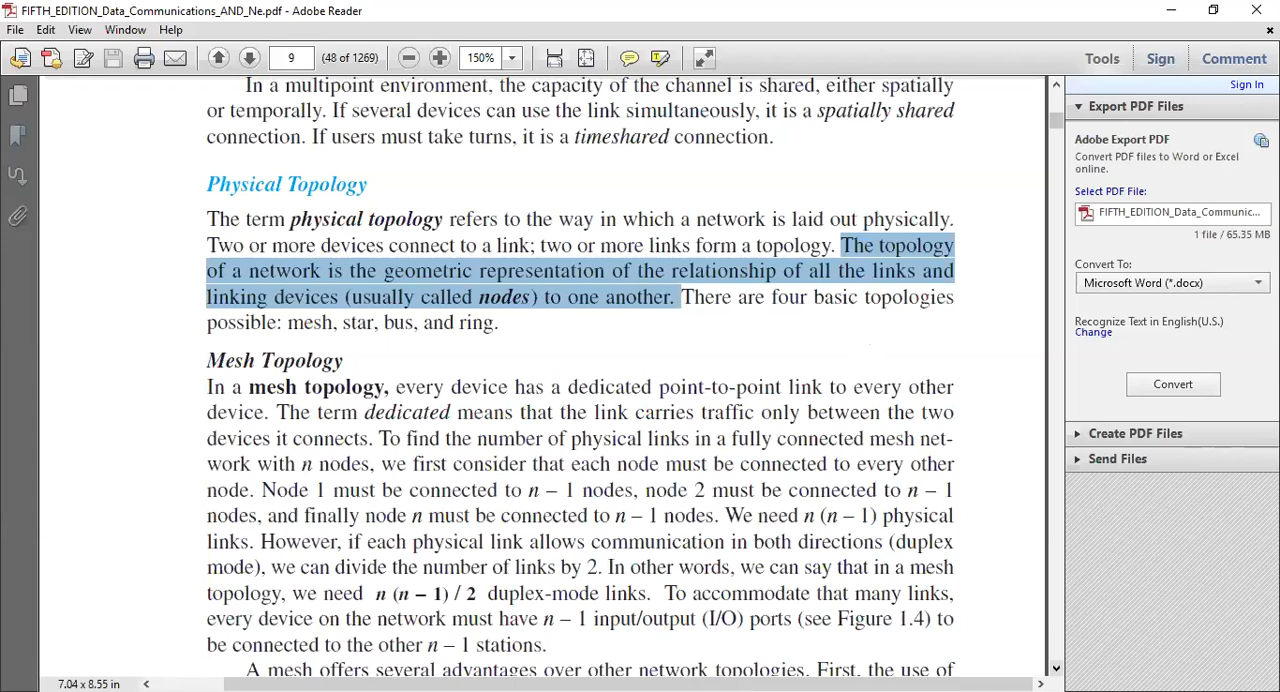 FIFTH_EDITION_Data_Communications_AND_Ne.pdf - Adobe Reader
File Edit View Window Help
9 (48 of 1269) 150% Tools Sign Comment
In a multipoint environment, the capacity of the channel is shared, either spatially
or temporally. If several devices can use the link simultaneously, it is a spatially shared
connection. If users must take turns, it is a timeshared connection.
Physical Topology
The term physical topology refers to the way in which a network is laid out physically.
Two or more devices connect to a link; two or more links form a topology. The topology
of a network is the geometric representation of the relationship of all the links and
linking devices (usually called nodes) to one another. There are four basic topologies
possible: mesh, star, bus, and ring.
Mesh Topology
In a mesh topology, every device has a dedicated point-to-point link to every other
device. The term dedicated means that the link carries traffic only between the two
devices it connects. To find the number of physical links in a fully connected mesh net-
work with n nodes, we first consider that each node must be connected to every other
node. Node 1 must be connected to n – 1 nodes, node 2 must be connected to n – 1
nodes, and finally node n must be connected to n – 1 nodes. We need n (n – 1) physical
links. However, if each physical link allows communication in both directions (duplex
mode), we can divide the number of links by 2. In other words, we can say that in a mesh
topology, we need n (n – 1) / 2 duplex-mode links. To accommodate that many links,
every device on the network must have n – 1 input/output (I/O) ports (see Figure 1.4) to
be connected to the other n – 1 stations.
A mesh offers several advantages over other network topologies. First, the use of
7.04 x 8.55 in
Sign In
Export PDF Files
Adobe Export PDF
Convert PDF files to Word or Excel
online.
Select PDF File:
FIFTH_EDITION_Data_Communic...
1 file / 65.35 MB
Convert To:
Microsoft Word (*.docx)
Recognize Text in English(U.S.)
Change
Convert
Create PDF Files
Send Files